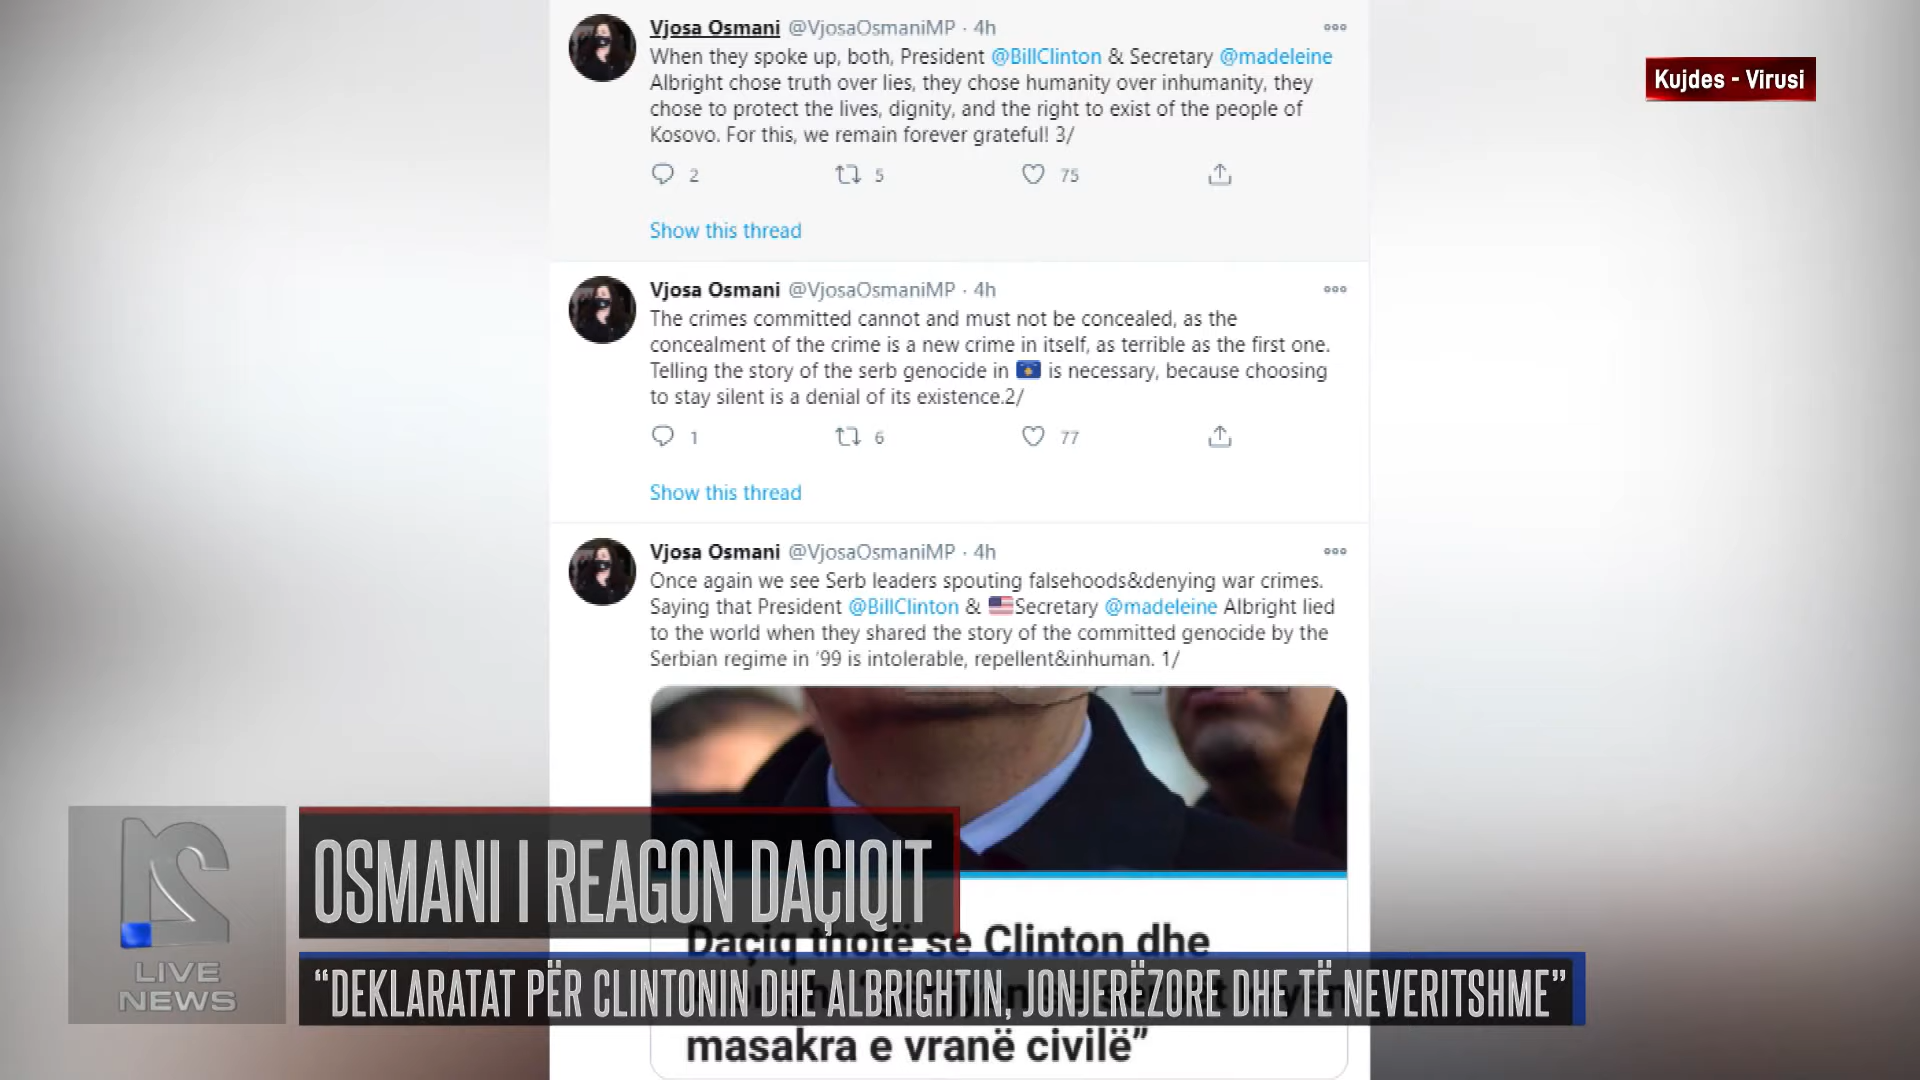 Vjosa Osmani @VjosaOsmaniMP · 4h
When they spoke up, both, President @BillClinton & Secretary @madeleine
Albright chose truth over lies, they chose humanity over inhumanity, they
chose to protect the lives, dignity, and the right to exist of the people of
Kosovo. For this, we remain forever grateful! 3/
2 5 75
Show this thread
Kujdes - Virusi
Vjosa Osmani @VjosaOsmaniMP · 4h
The crimes committed cannot and must not be concealed, as the
concealment of the crime is a new crime in itself, as terrible as the first one.
Telling the story of the serb genocide in 🇽🇰 is necessary, because choosing
to stay silent is a denial of its existence.2/
1 6 77
Show this thread
Vjosa Osmani @VjosaOsmaniMP · 4h
Once again we see Serb leaders spouting falsehoods&denying war crimes.
Saying that President @BillClinton & 🇺🇸Secretary @madeleine Albright lied
to the world when they shared the story of the committed genocide by the
Serbian regime in '99 is intolerable, repellent&inhuman. 1/
Daçiq thotë se Clinton dhe
masakra e vranë civilë”
OSMANI I REAGON DAÇIQIT
“DEKLARATAT PËR CLINTONIN DHE ALBRIGHTIN, JONJERËZORE DHE TË NEVERITSHME”
LIVE
NEWS